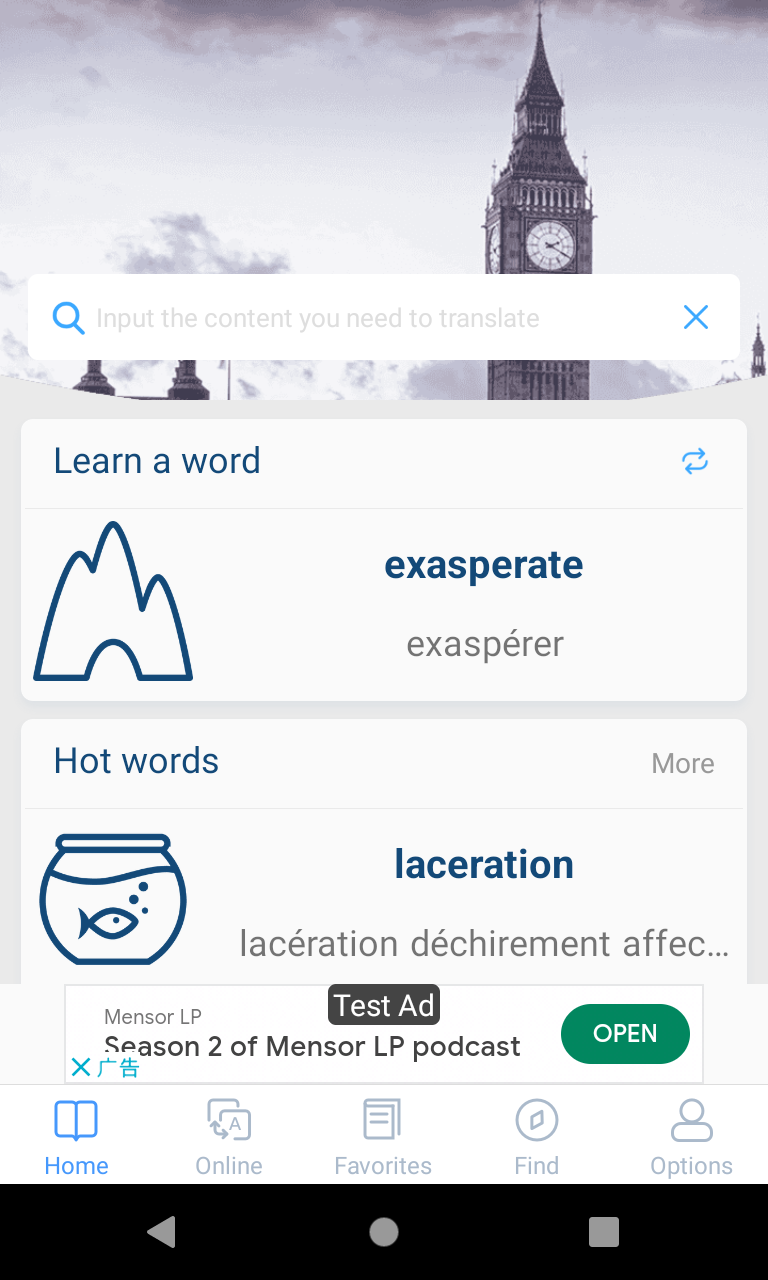 Input the content you need to translate
Learn a word
exasperate
exaspérer
Hot words
More
laceration
lacération déchirement affec...
Test Ad
Mensor LP
Season 2 of Mensor LP podcast
OPEN
广告
A
Home
Online
Favorites
Find
Options